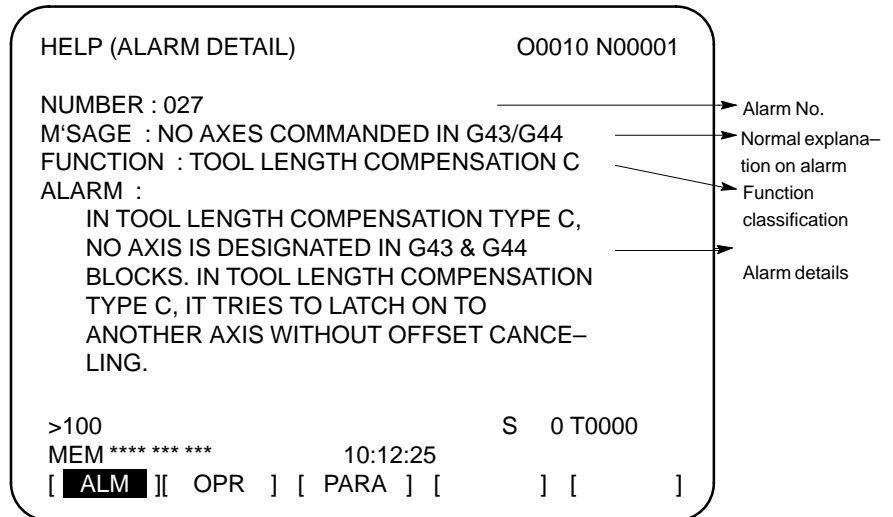 HELP (ALARM DETAIL) O0010 N00001
NUMBER : 027
M‘SAGE : NO AXES COMMANDED IN G43/G44
FUNCTION : TOOL LENGTH COMPENSATION C
ALARM :
IN TOOL LENGTH COMPENSATION TYPE C,
NO AXIS IS DESIGNATED IN G43 & G44
BLOCKS. IN TOOL LENGTH COMPENSATION
TYPE C, IT TRIES TO LATCH ON TO
ANOTHER AXIS WITHOUT OFFSET CANCE–
LING.
>100 S 0 T0000
MEM **** *** *** 10:12:25
[ ALM ][ OPR ] [ PARA ] [ ] [ ]
Alarm No.
Normal explana–
tion on alarm
Function
classification
Alarm details